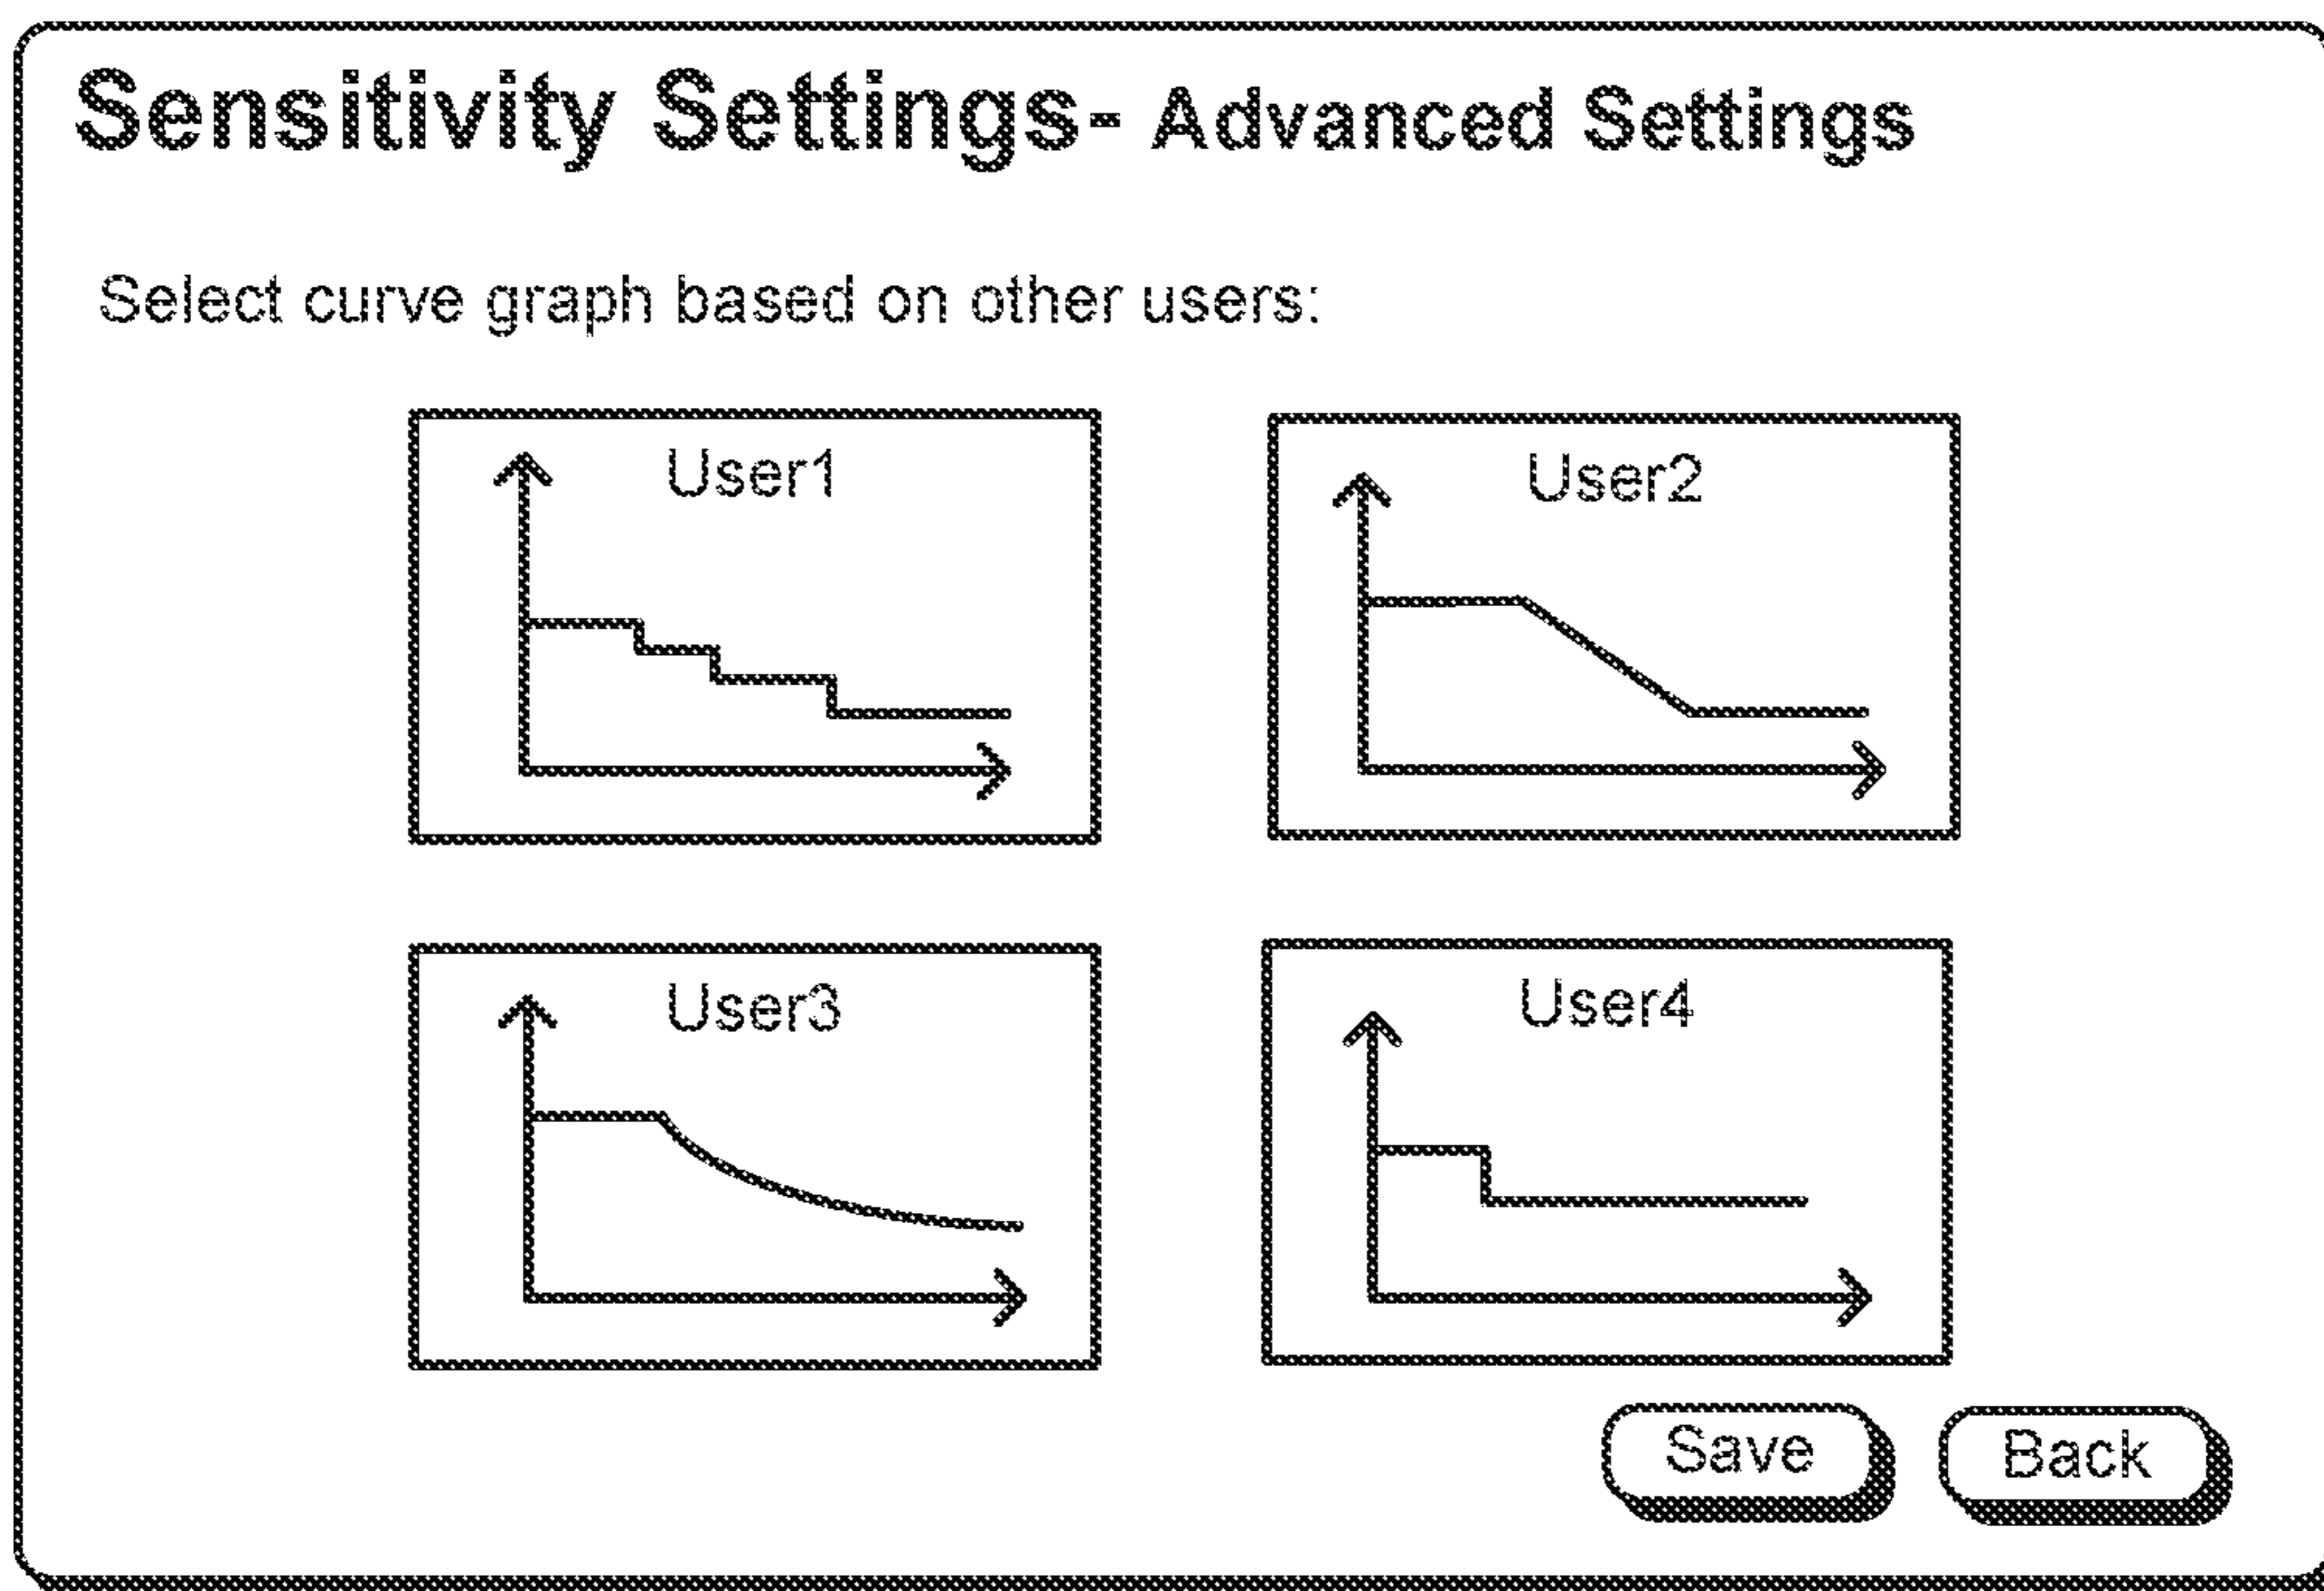 Sensitivity Settings- Advanced Settings
Select curve graph based on other users:
User1
User2
User3
User4
Save
Back